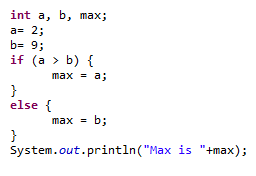 int a, b, max;
a= 2;
b= 9;
if (a > b) {
max = a;
}
else {
max = b;
}
System.out.println("Max is "+max);